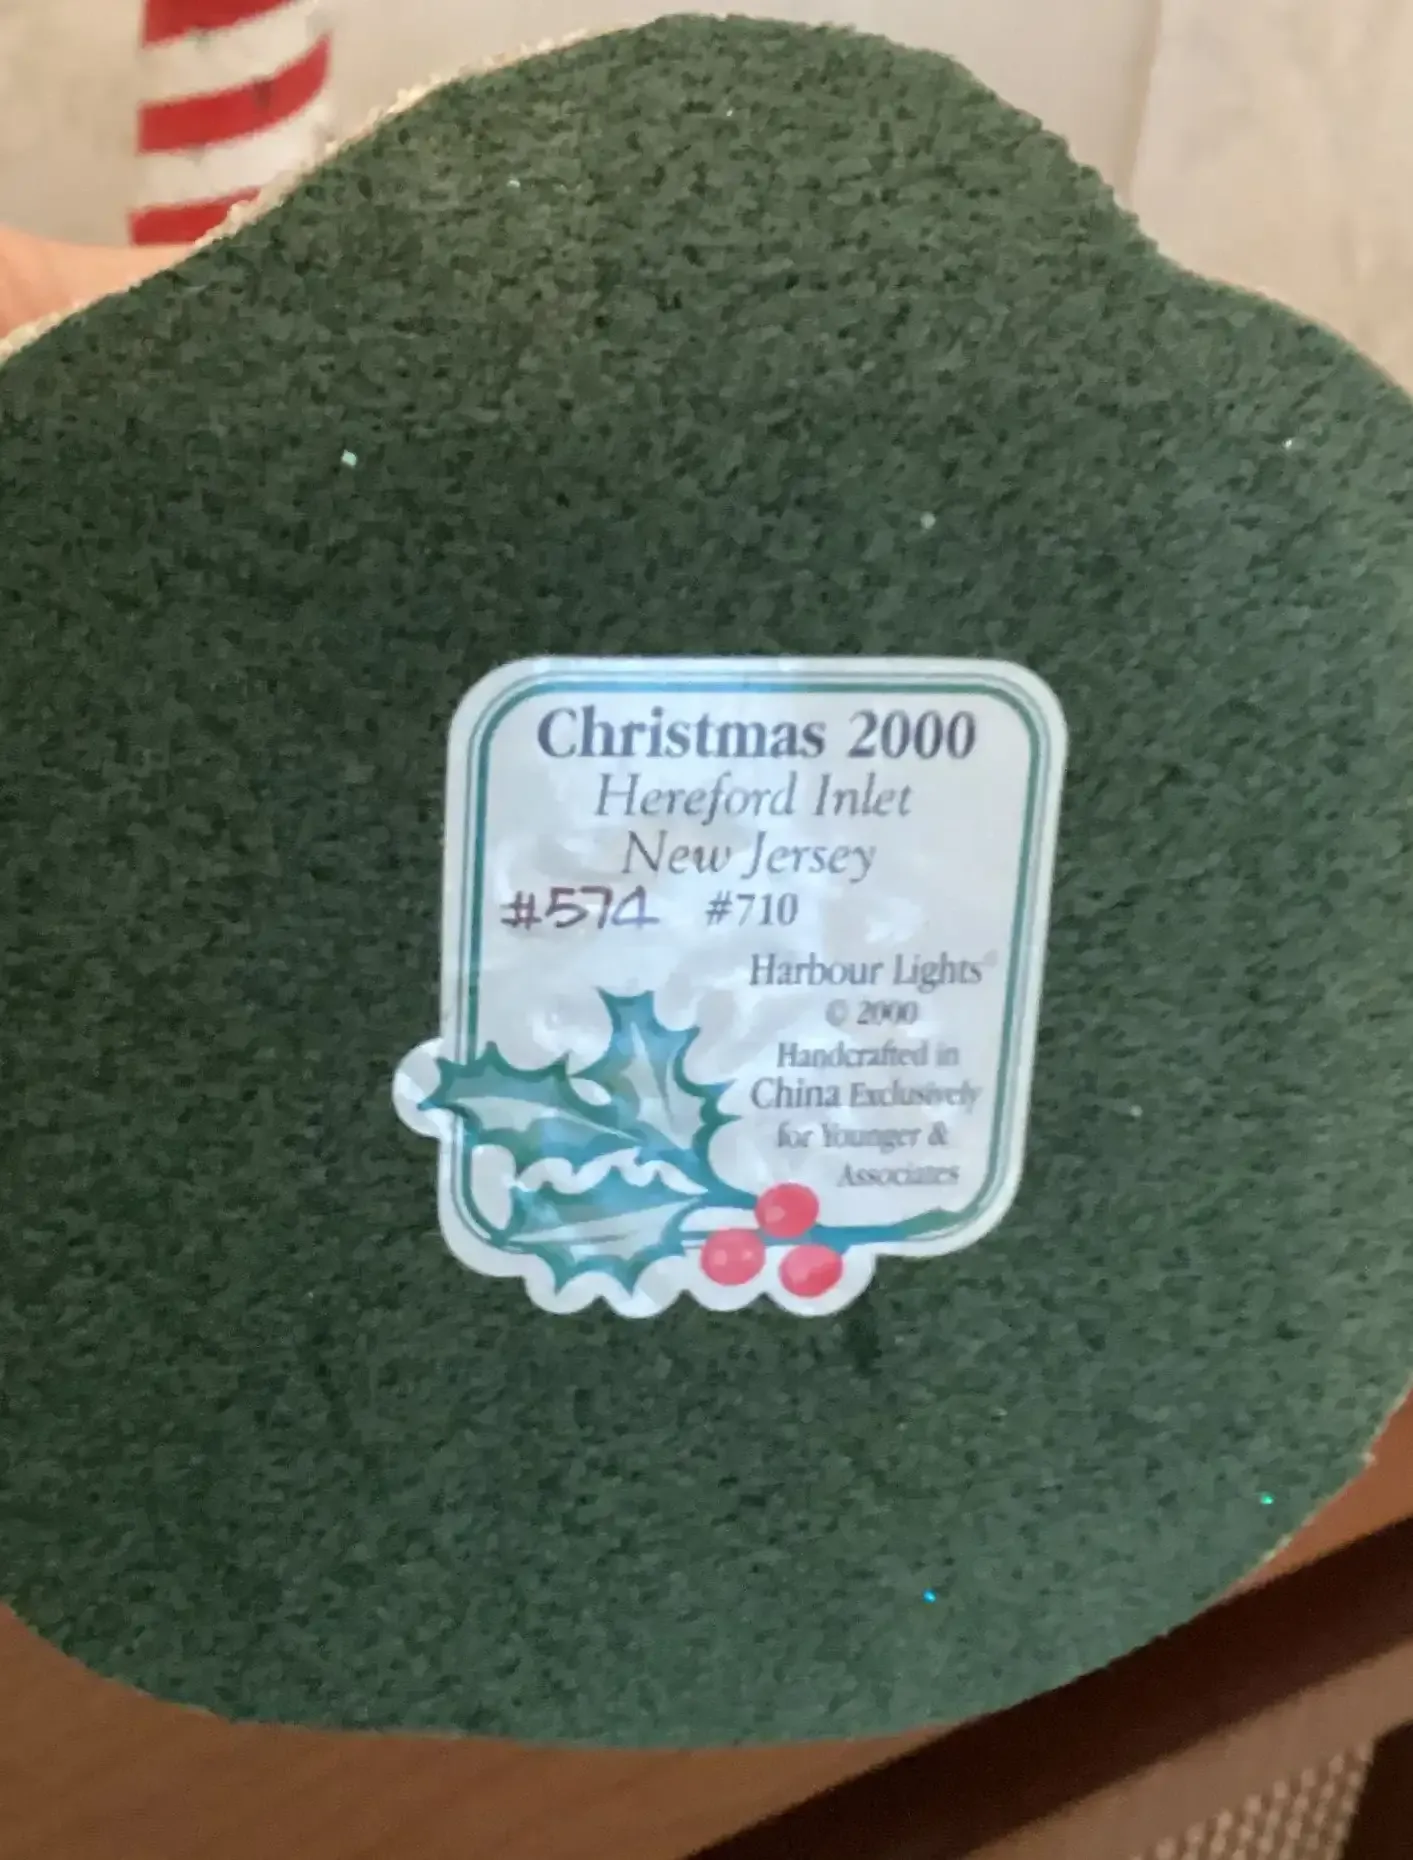 Christmas 2000
Hereford Inlet
New Jersey
#574 #710
Harbour Lights®
© 2000
Handcrafted in
China Exclusively
for Younger &
Associates